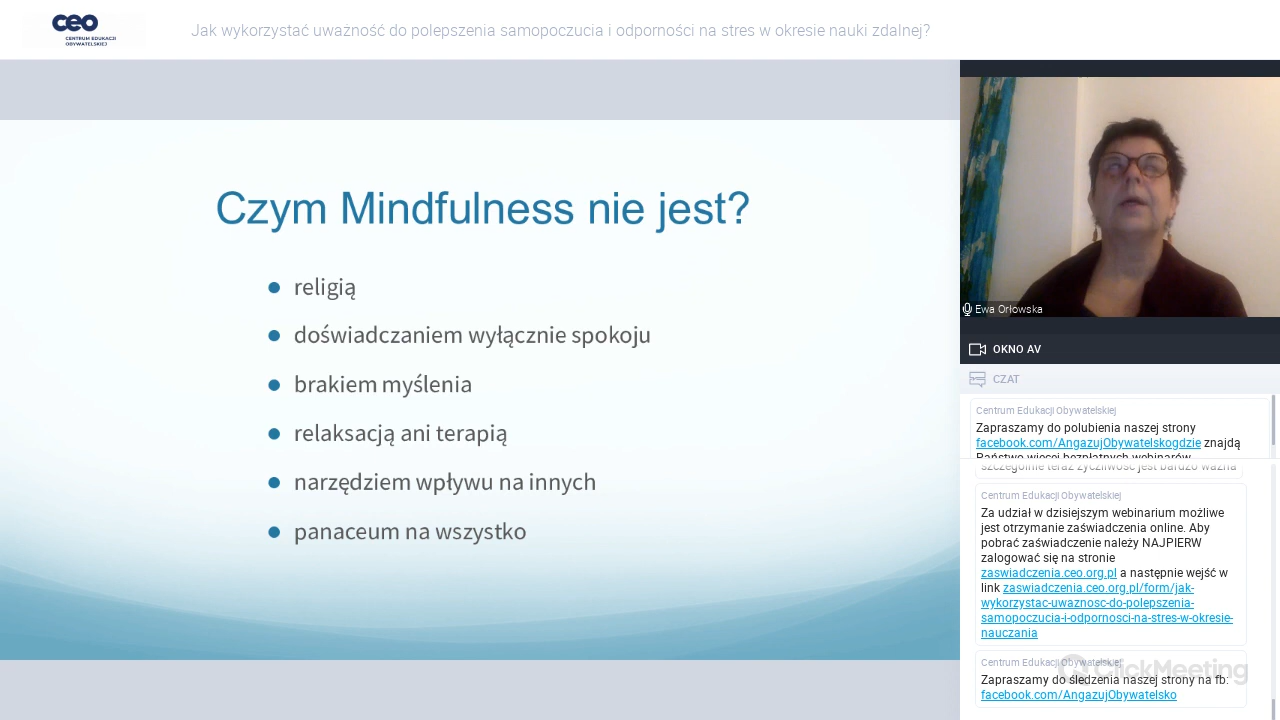 ceo
CENTRUM EDUKACJI
OBYWATELSKIEJ
Jak wykorzystać uważność do polepszenia samopoczucia i odporności na stres w okresie nauki zdalnej?
Czym Mindfulness nie jest?
religią
doświadczaniem wyłącznie spokoju
brakiem myślenia
relaksacją ani terapią
narzędziem wpływu na innych
panaceum na wszystko
Ewa Orłowska
OKNO AV
CZAT
Centrum Edukacji Obywatelskiej
Zapraszamy do polubienia naszej strony
facebook.com/AngazujObywatelskogdzie znajdą
Państwo więcej bezpłatnych webinarów
szczególnie teraz życzliwość jest bardzo ważna
Centrum Edukacji Obywatelskiej
Za udział w dzisiejszym webinarium możliwe
jest otrzymanie zaświadczenia online. Aby
pobrać zaświadczenie należy NAJPIERW
zalogować się na stronie
zaswiadczenia.ceo.org.pl a następnie wejść w
link zaswiadczenia.ceo.org.pl/form/jak-
wykorzystac-uwaznosc-do-polepszenia-
samopoczucia-i-odpornosci-na-stres-w-okresie-
nauczania
Centrum Edukacji Obywatelskiej
ClickMeeting
Zapraszamy do śledzenia naszej strony na fb:
facebook.com/AngazujObywatelsko